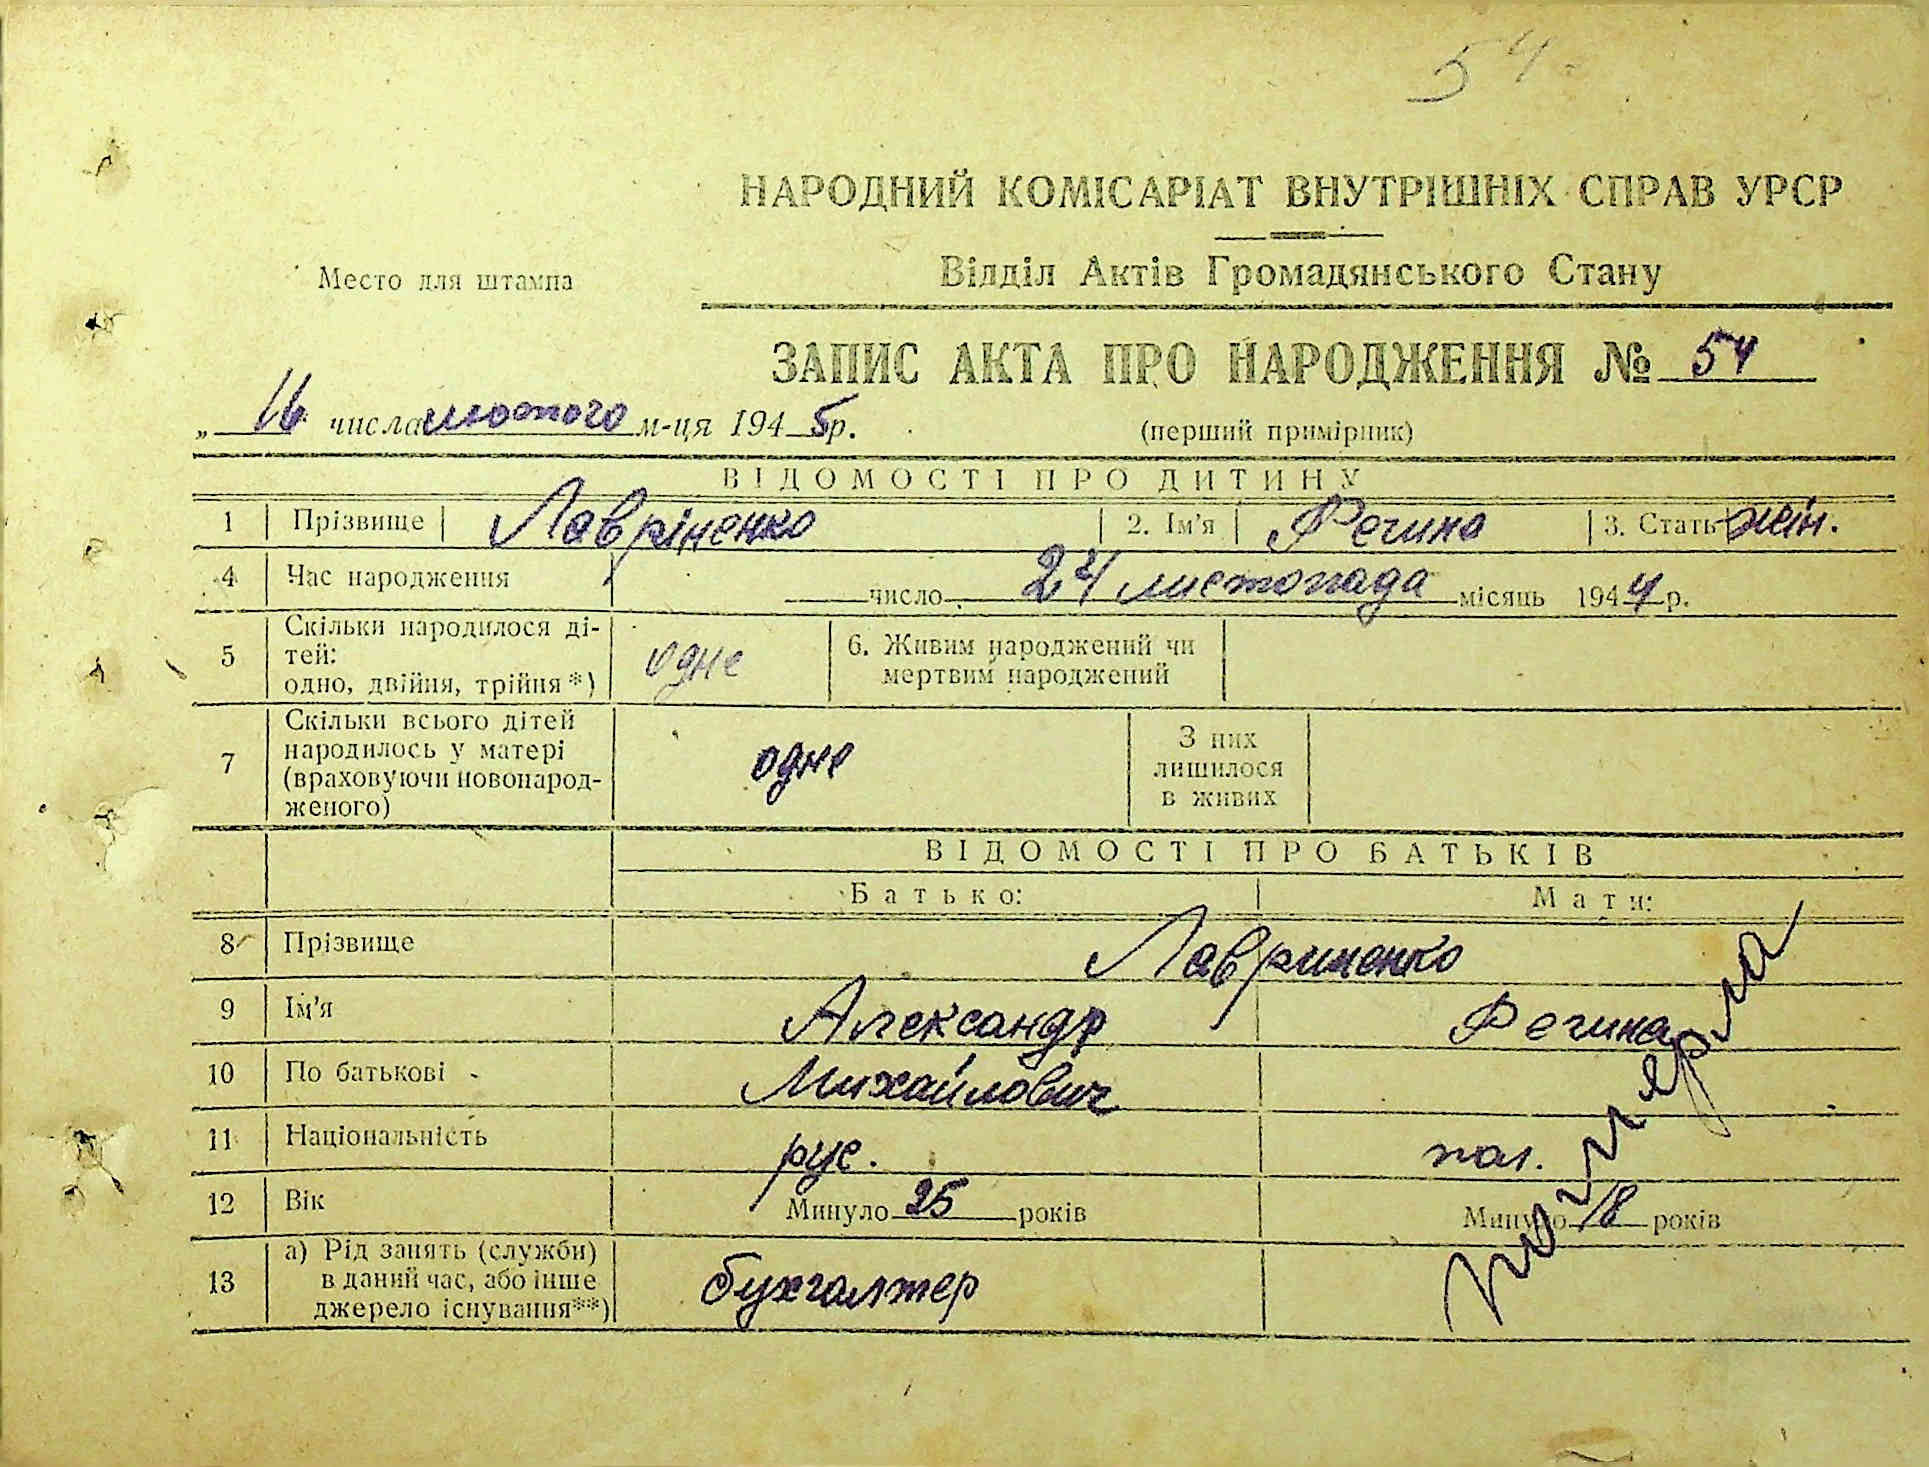 54
НАРОДНИЙ КОМІСАРІАТ ВНУТРІШНІХ СПРАВ УРСР
Место для штампа
Відділ Актів Громадянського Стану
ЗАПИС АКТА ПРО НАРОДЖЕННЯ № 54
„ 16 числа лютого м-ця 1945 р.
(перший примірник)
ВІДОМОСТІ ПРО ДИТИНУ
1 Прізвище Лавріненко 2. Ім'я Регина 3. Стать жін.
4 Час народження число 24 листопада місяць 1944 р.
5 Скільки народилося ді-
тей:
одно, двійня, трійня*) одне 6. Живим народжений чи
мертвим народжений
7 Скільки всього дітей
народилось у матері
(враховуючи новонарод-
женого) одне З них
лишилося
в живих
ВІДОМОСТІ ПРО БАТЬКІВ
Батько: Мати:
8 Прізвище Лавриненко
9 Ім'я Александр Регина
10 По батькові Михайлович
11 Національність рус. пол.
12 Вік Минуло 25 років Минуло 18 років
13 а) Рід занять (служби)
в даний час, або інше
джерело існування**) бухгалтер
померла